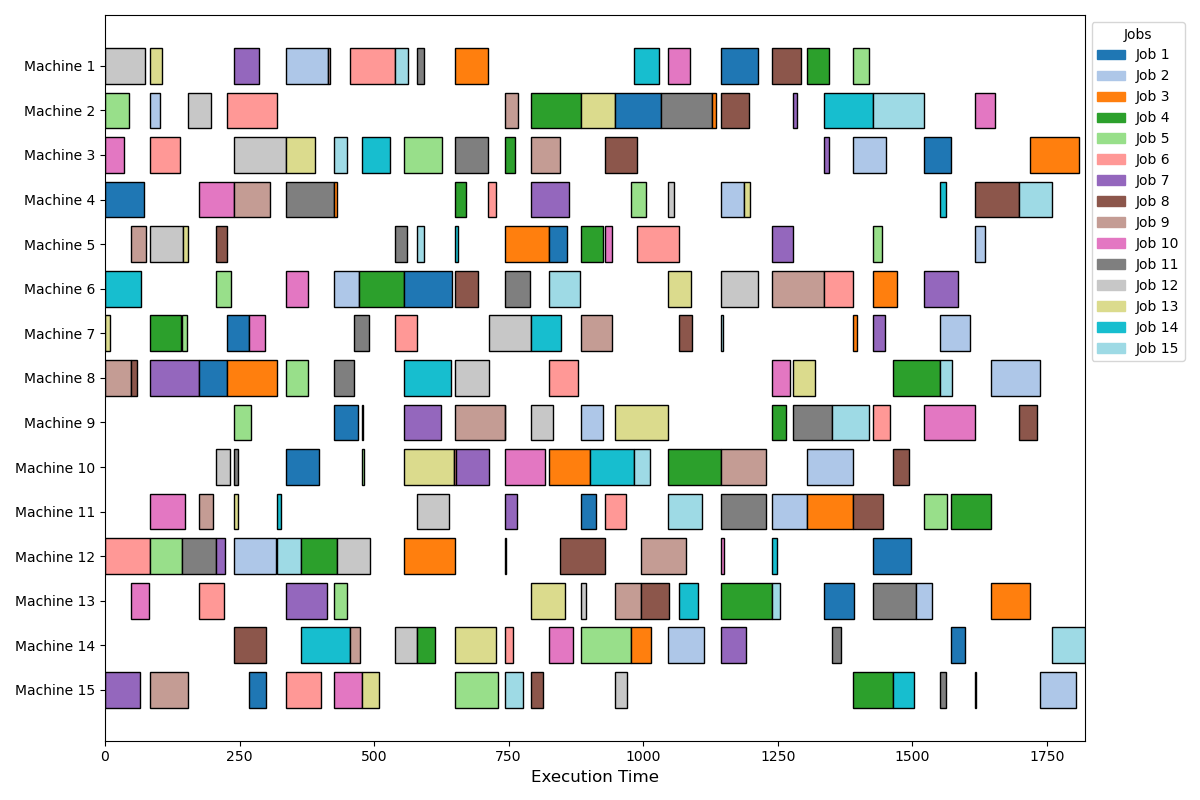 Machine 1
Machine 2
Machine 3
Machine 4
Machine 5
Machine 6
Machine 7
Machine 8
Machine 9
Machine 10
Machine 11
Machine 12
Machine 13
Machine 14
Machine 15
0 250 500 750 1000 1250 1500 1750
Execution Time
Jobs
Job 1
Job 2
Job 3
Job 4
Job 5
Job 6
Job 7
Job 8
Job 9
Job 10
Job 11
Job 12
Job 13
Job 14
Job 15